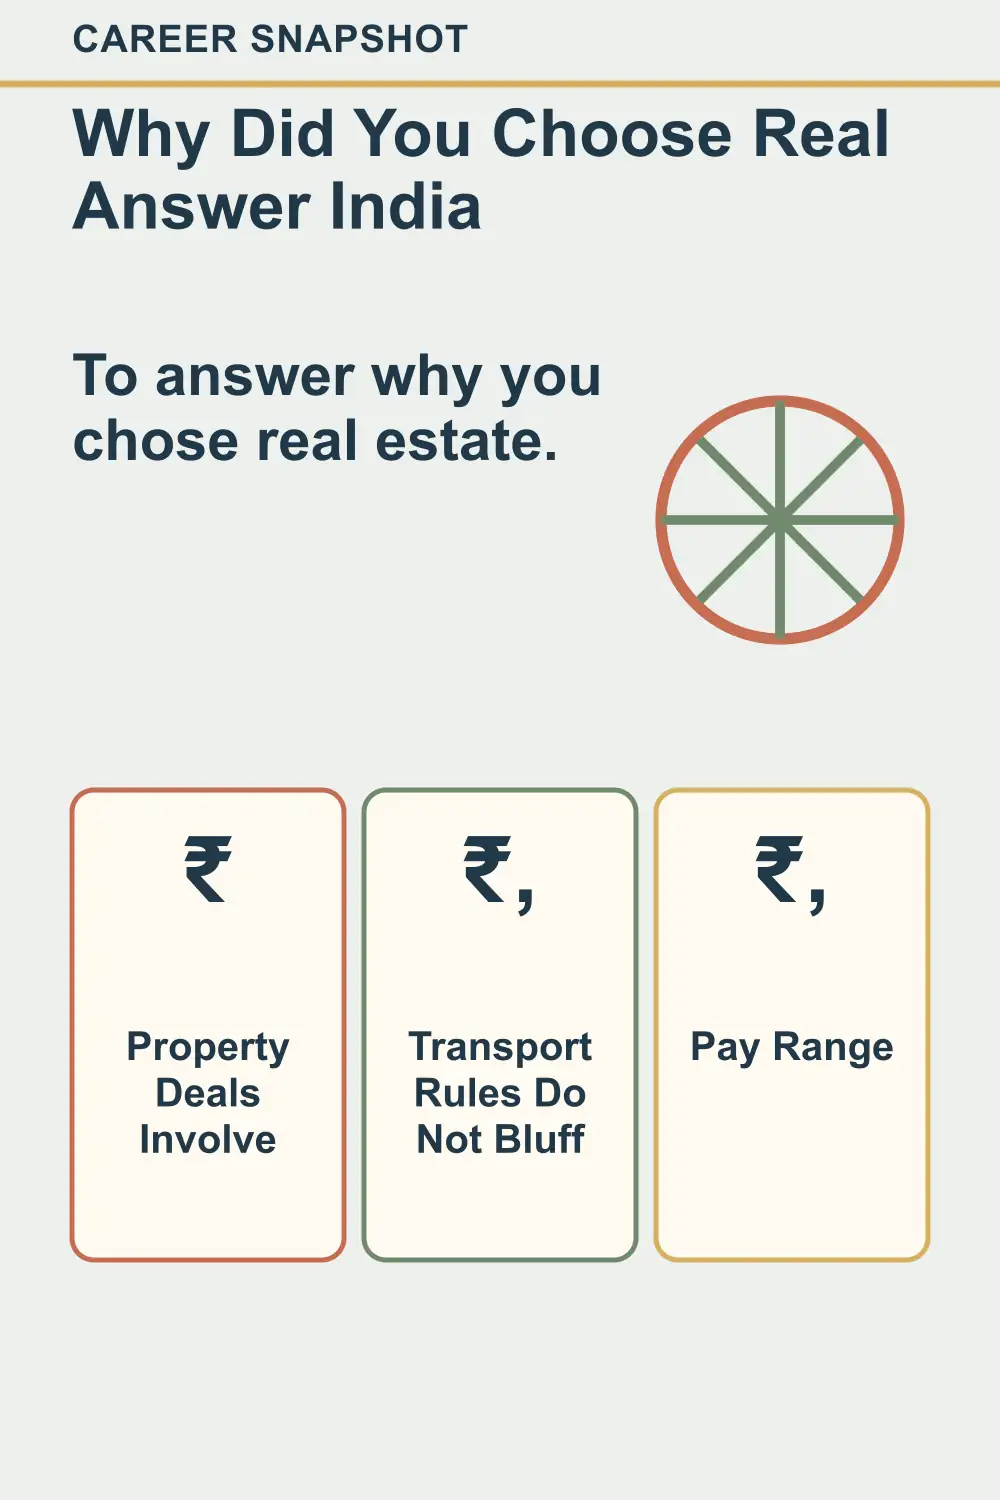 CAREER SNAPSHOT
Why Did You Choose Real
Answer India
To answer why you
chose real estate.
₹
Property
Deals
Involve
₹,
Transport
Rules Do
Not Bluff
₹,
Pay Range